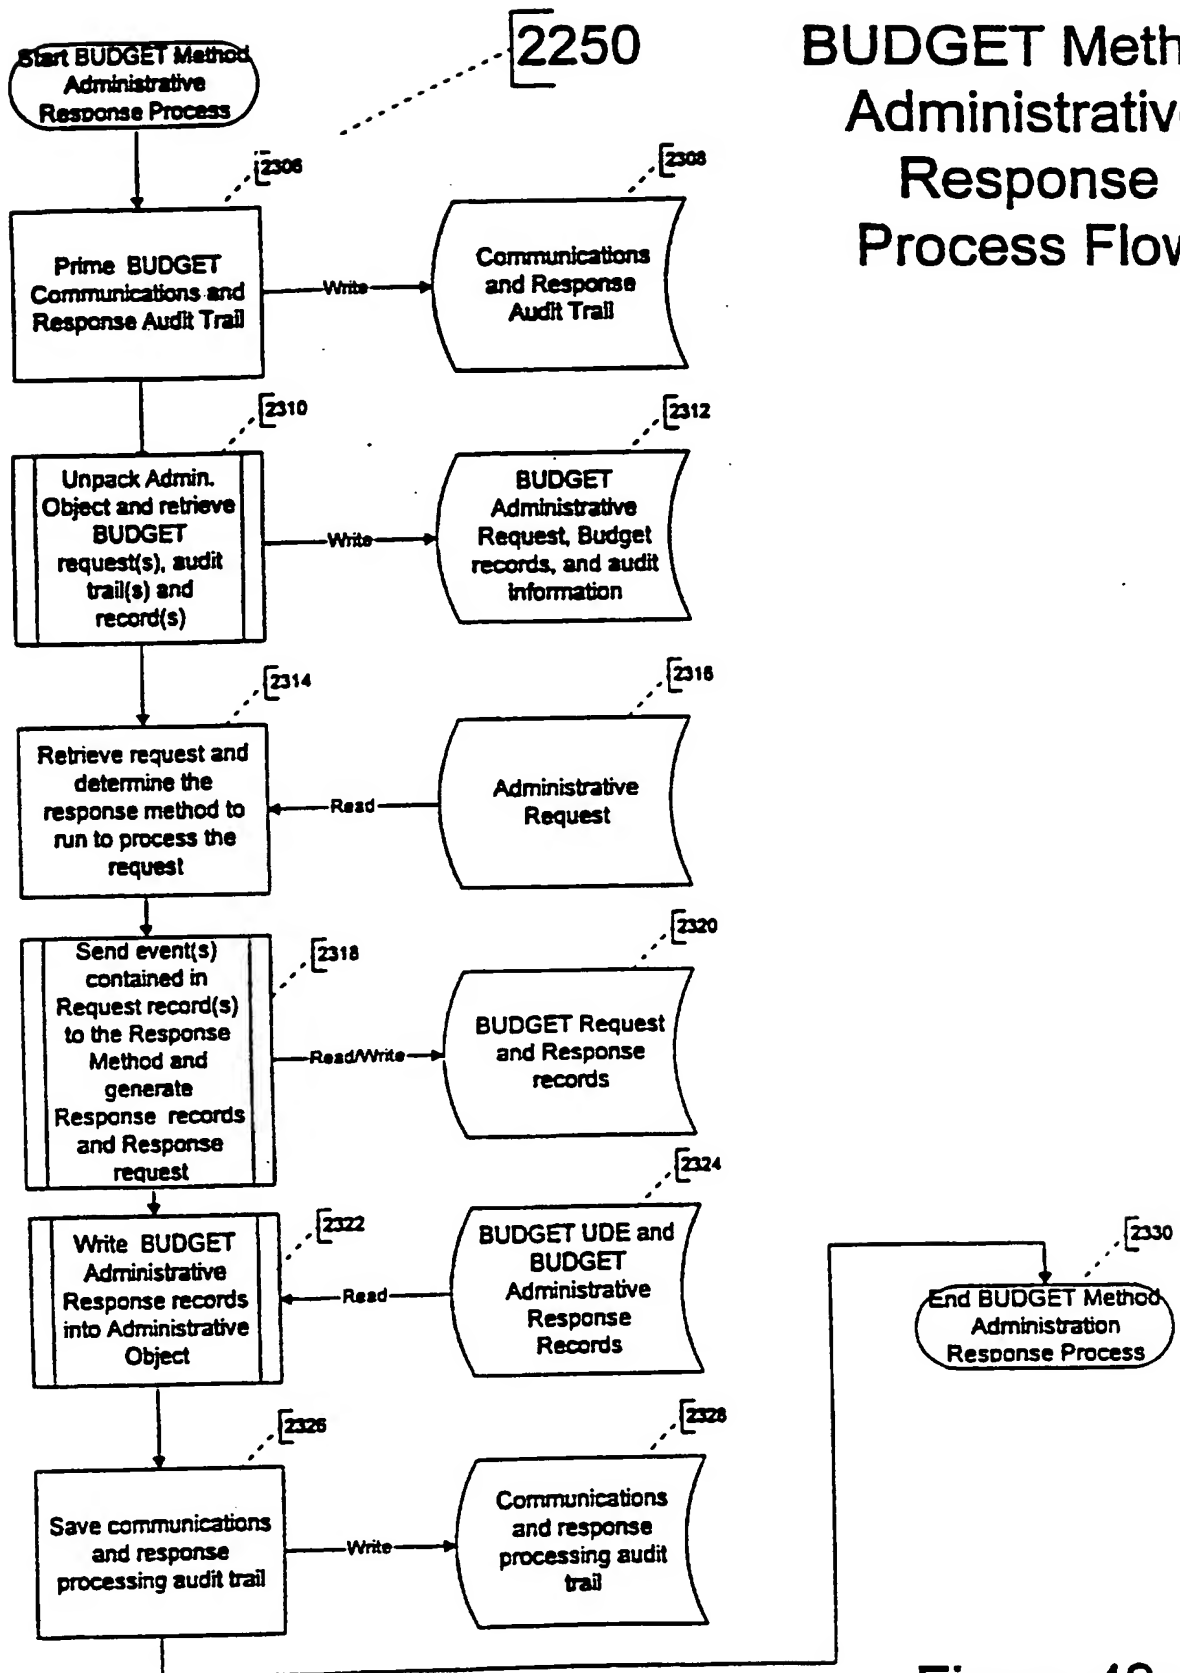 2250
BUDGET Meth
Administrativ
Response
Process Flow
Start BUDGET Method
Administrative
Response Process
2306
Prime BUDGET
Communications and
Response Audit Trail
Write
2308
Communications
and Response
Audit Trail
2310
Unpack Admin.
Object and retrieve
BUDGET
request(s), audit
trail(s) and
record(s)
Write
2312
BUDGET
Administrative
Request, Budget
records, and audit
information
2314
Retrieve request and
determine the
response method to
run to process the
request
Read
2316
Administrative
Request
2318
Send event(s)
contained in
Request record(s)
to the Response
Method and
generate
Response records
and Response
request
Read/Write
2320
BUDGET Request
and Response
records
2322
Write BUDGET
Administrative
Response records
into Administrative
Object
Read
2324
BUDGET UDE and
BUDGET
Administrative
Response
Records
2326
Save communications
and response
processing audit trail
Write
2328
Communications
and response
processing audit
trail
2330
End BUDGET Method
Administration
Response Process